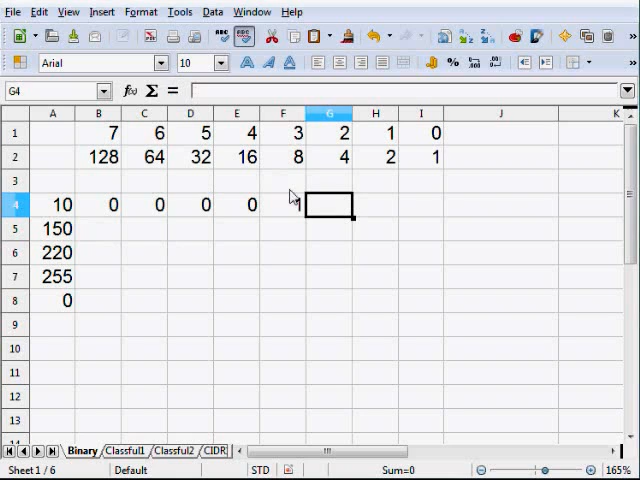 File Edit View Insert Format Tools Data Window Help
Arial 10
G4
A B C D E F G H I J K
1 7 6 5 4 3 2 1 0
2 128 64 32 16 8 4 2 1
3
4 10 0 0 0 0 1
5 150
6 220
7 255
8 0
9
10
11
12
13
Binary Classful1 Classful2 CIDR
Sheet 1 / 6 Default STD Sum=0 165%